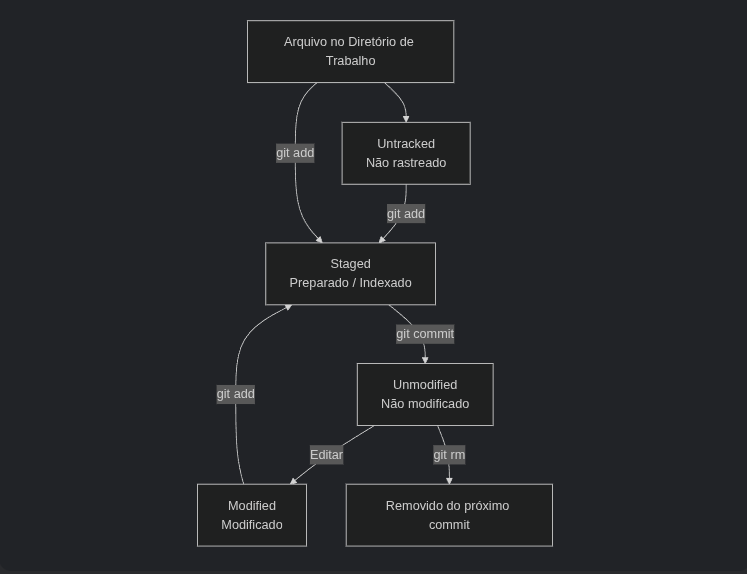 Arquivo no Diretório de
Trabalho
git add
Untracked
Não rastreado
git add
Staged
Preparado / Indexado
git commit
git add
Unmodified
Não modificado
Editar
git rm
Modified
Modificado
Removido do próximo
commit